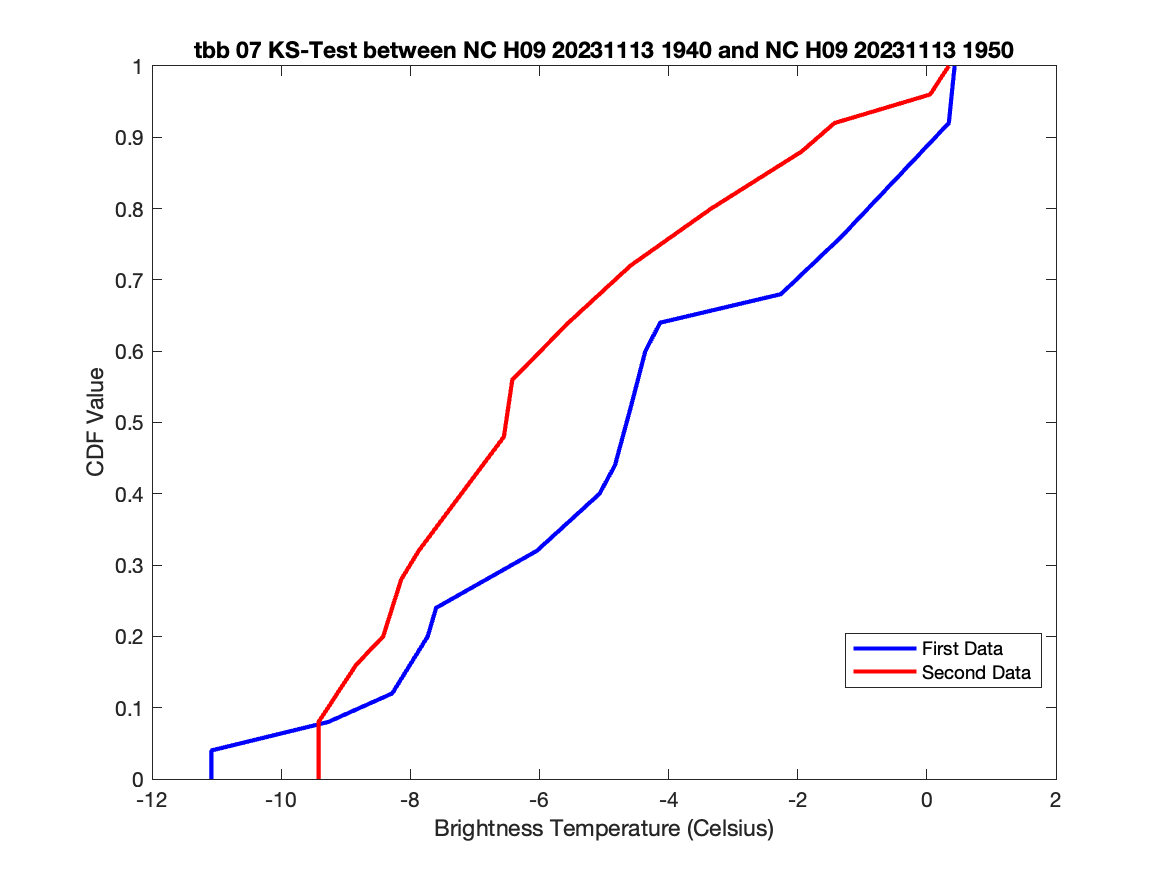 tbb 07 KS-Test between NC H09 20231113 1940 and NC H09 20231113 1950
1
0.9
0.8
0.7
0.6
0.5
0.4
0.3
0.2
0.1
0
CDF Value
First Data
Second Data
-12 -10 -8 -6 -4 -2 0 2
Brightness Temperature (Celsius)